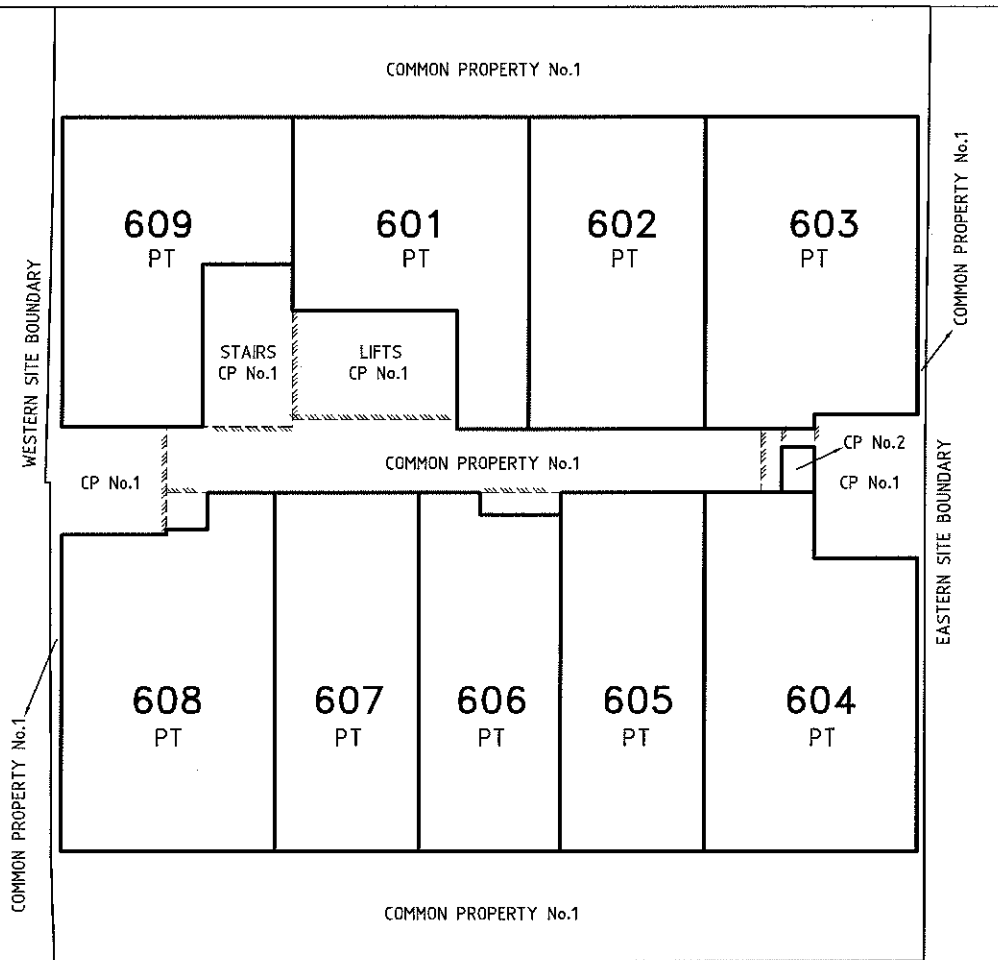 COMMON PROPERTY No.1
609
PT
601
PT
602
PT
603
PT
COMMON PROPERTY No.1
WESTERN SITE BOUNDARY
STAIRS
CP No.1
LIFTS
CP No.1
CP No.1
COMMON PROPERTY No.1
CP No.2
CP No.1
EASTERN SITE BOUNDARY
608
PT
607
PT
606
PT
605
PT
604
PT
COMMON PROPERTY No.1
COMMON PROPERTY No.1